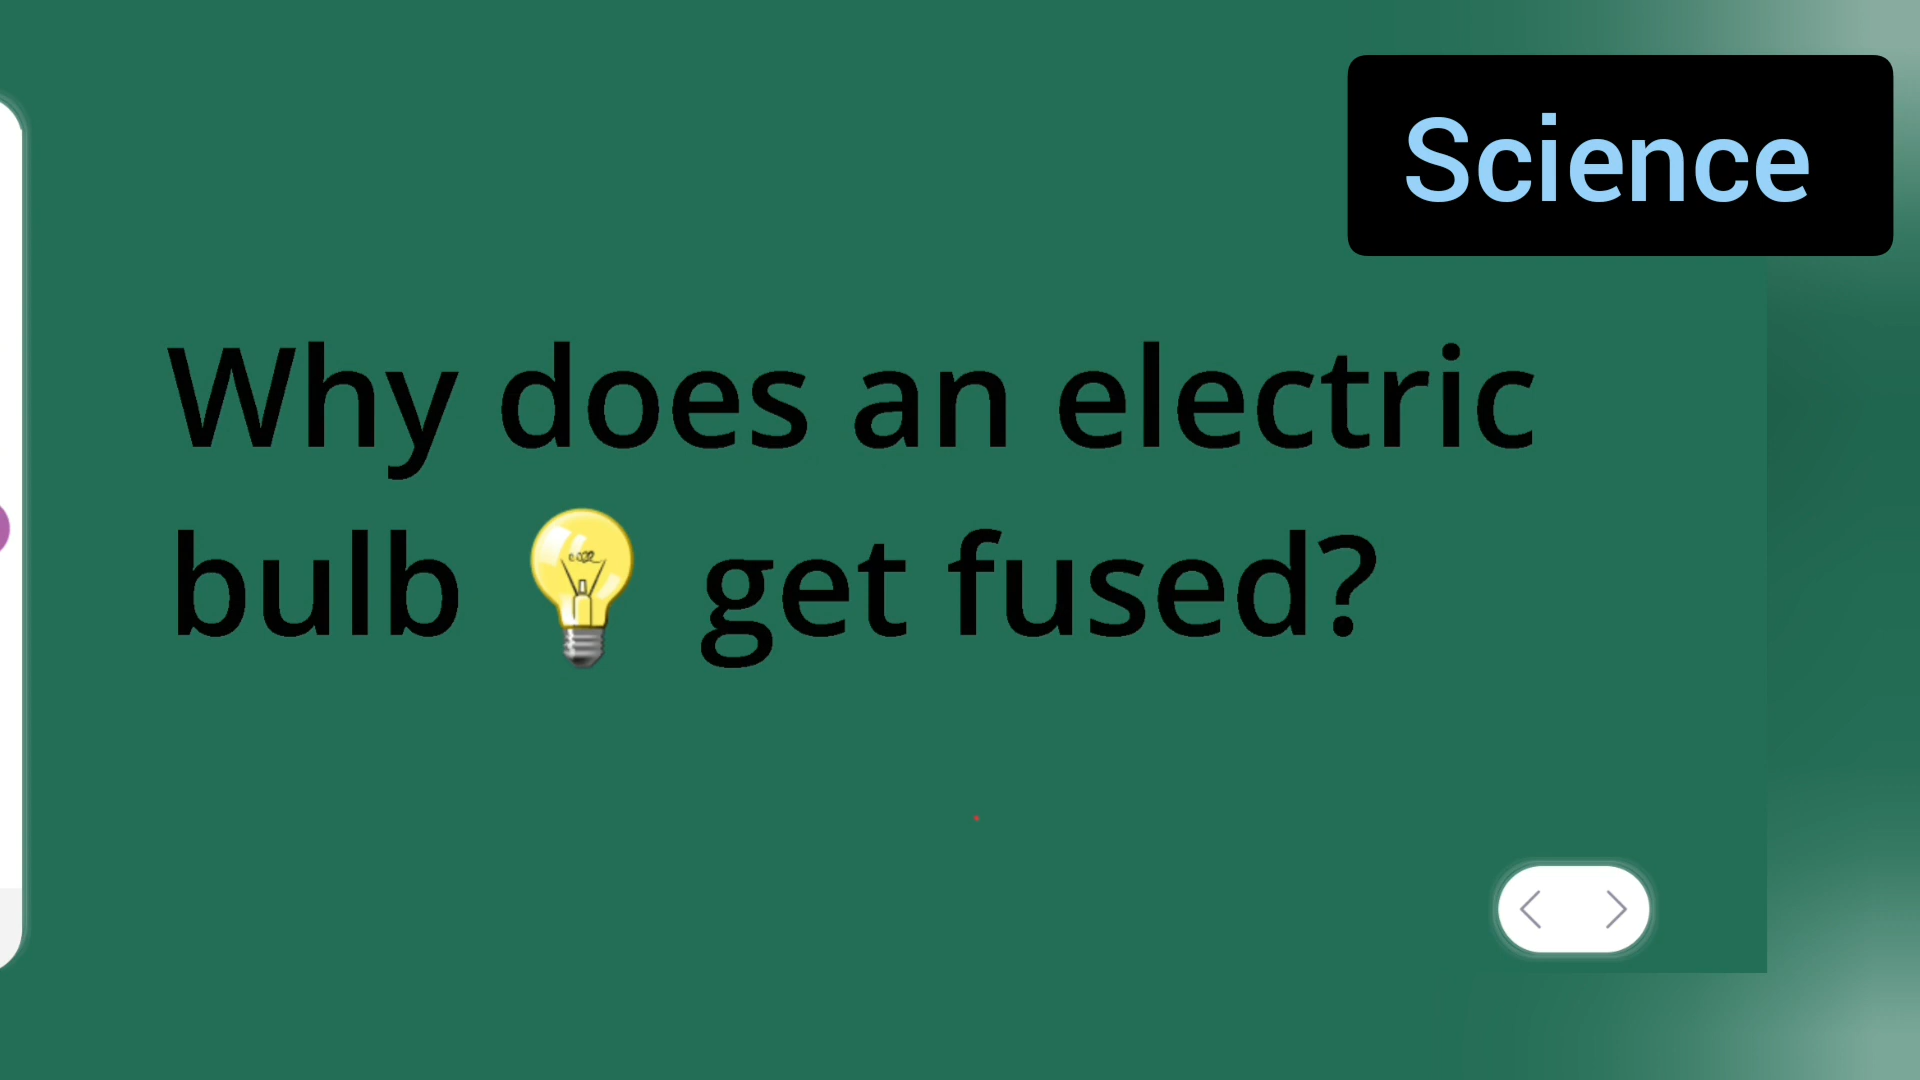 Science
Why does an electric
bulb 💡 get fused?